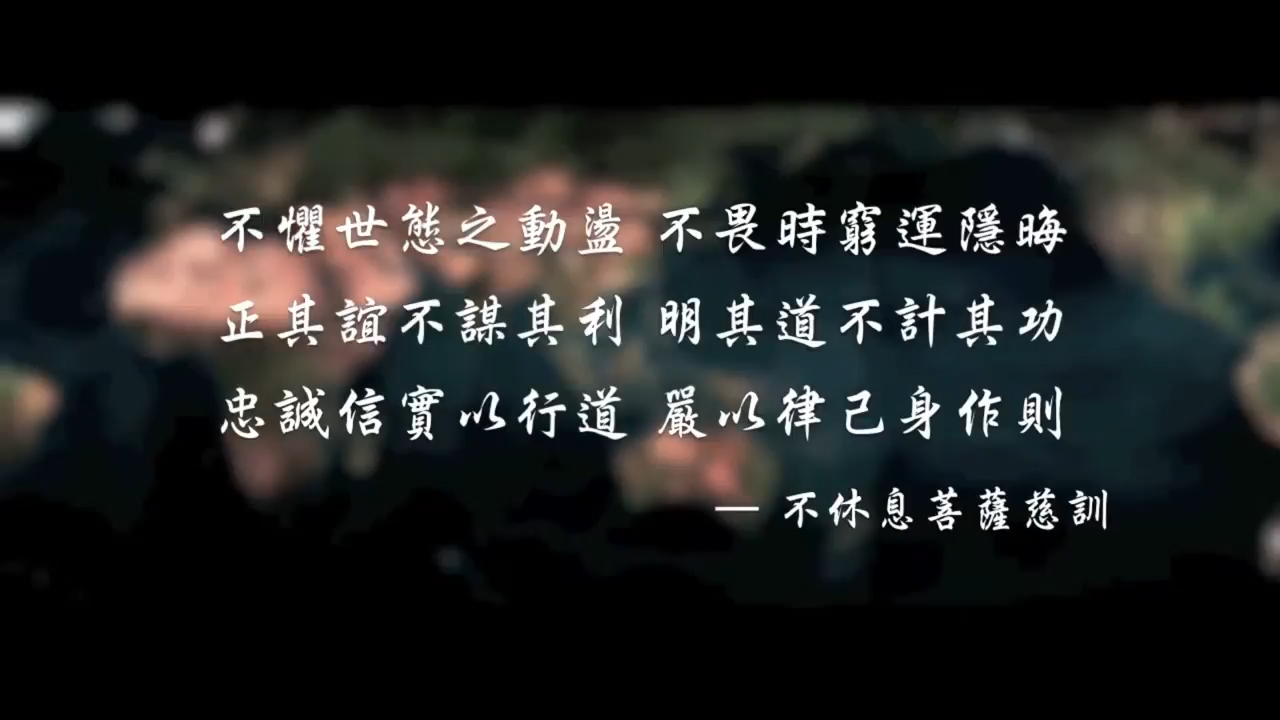 不懼世態之動盪 不畏時窮運隱晦
正其誼不謀其利 明其道不計其功
忠誠信實以行道 嚴以律己身作則
— 不休息菩薩慈訓